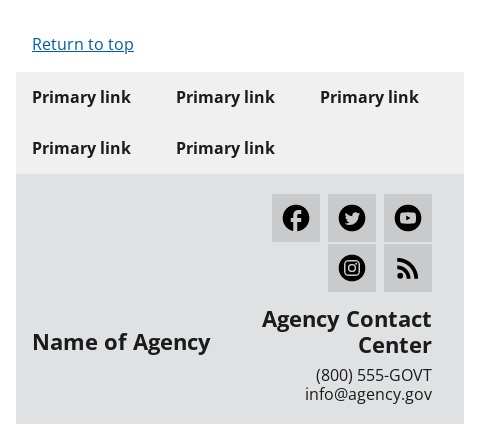 Return to top
Primary link Primary link Primary link
Primary link Primary link
Name of Agency
Agency Contact
Center
(800) 555-GOVT
info@agency.gov